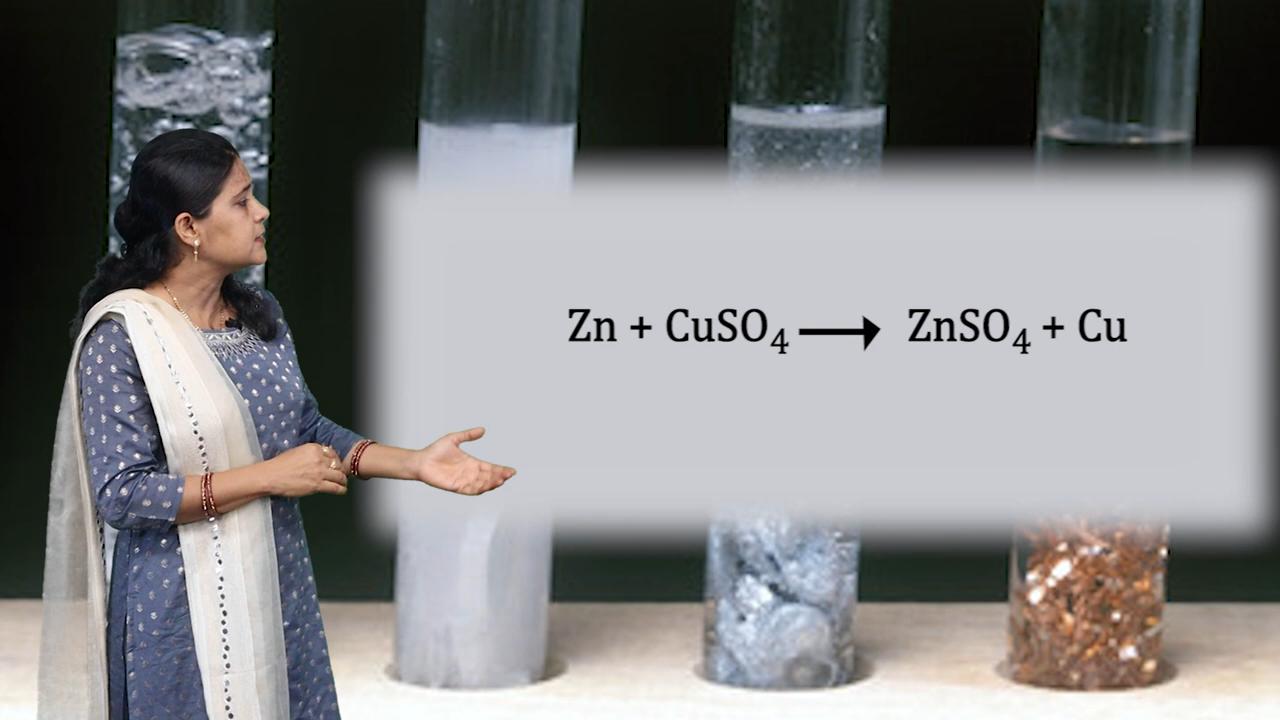 Zn + CuSO₄ ⟶ ZnSO₄ + Cu